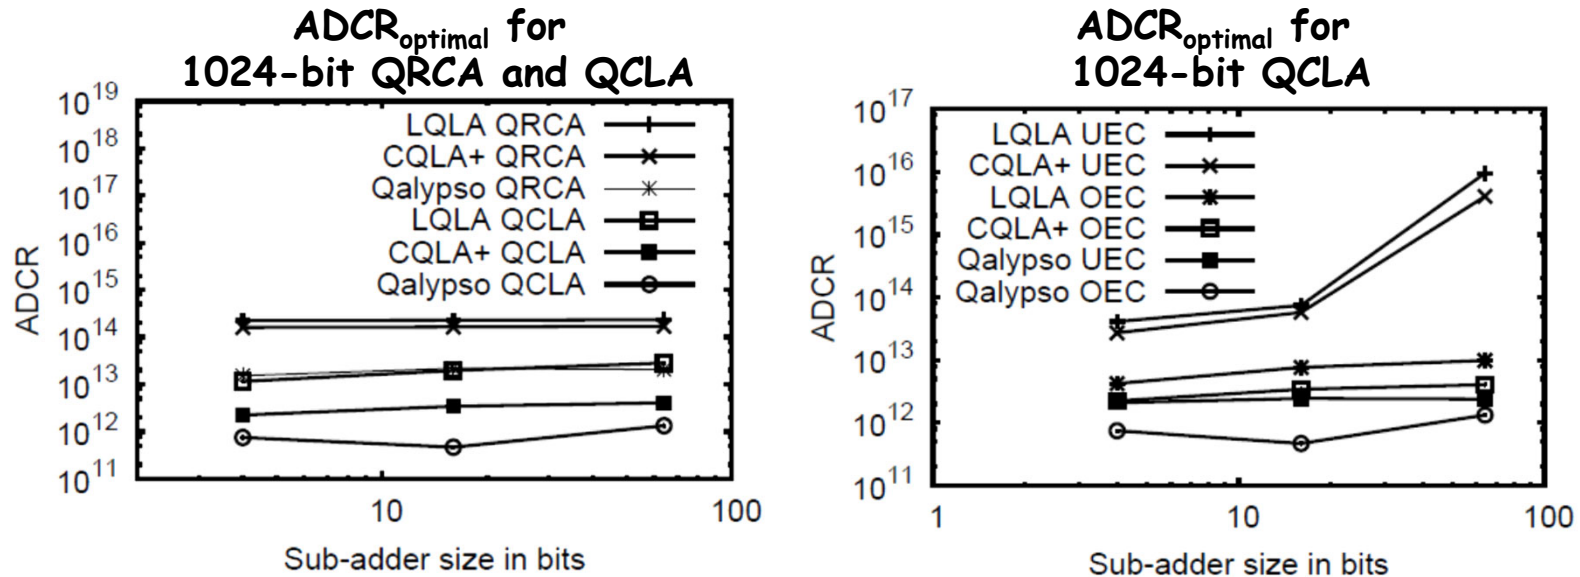 ADCRoptimal for
1024-bit QRCA and QCLA
10^19
10^18
10^17
10^16
10^15
10^14
10^13
10^12
10^11
ADCR
LQLA QRCA
CQLA+ QRCA
Qalypso QRCA
LQLA QCLA
CQLA+ QCLA
Qalypso QCLA
10 100
Sub-adder size in bits
ADCRoptimal for
1024-bit QCLA
10^17
10^16
10^15
10^14
10^13
10^12
10^11
ADCR
LQLA UEC
CQLA+ UEC
LQLA OEC
CQLA+ OEC
Qalypso UEC
Qalypso OEC
1 10 100
Sub-adder size in bits